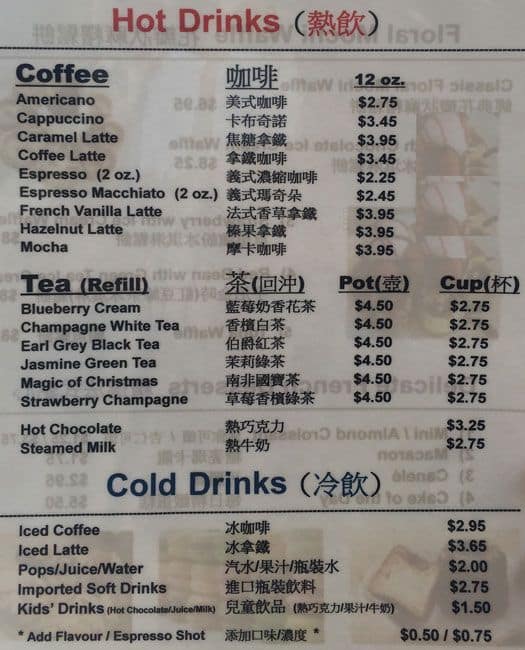 Hot Drinks（熱飲）
Coffee 咖啡 12 oz.
Americano 美式咖啡 $2.75
Cappuccino 卡布奇諾 $3.45
Caramel Latte 焦糖拿鐵 $3.95
Coffee Latte 拿鐵咖啡 $3.45
Espresso (2 oz.) 義式濃縮咖啡 $2.25
Espresso Macchiato (2 oz.) 義式瑪奇朵 $2.45
French Vanilla Latte 法式香草拿鐵 $3.95
Hazelnut Latte 榛果拿鐵 $3.95
Mocha 摩卡咖啡 $3.95
Tea (Refill) 茶(回沖) Pot(壺) Cup(杯)
Blueberry Cream 藍莓奶香花茶 $4.50 $2.75
Champagne White Tea 香檳白茶 $4.50 $2.75
Earl Grey Black Tea 伯爵紅茶 $4.50 $2.75
Jasmine Green Tea 茉莉綠茶 $4.50 $2.75
Magic of Christmas 南非國寶茶 $4.50 $2.75
Strawberry Champagne 草莓香檳綠茶 $4.50 $2.75
Hot Chocolate 熱巧克力 $3.25
Steamed Milk 熱牛奶 $2.75
Cold Drinks（冷飲）
Iced Coffee 冰咖啡 $2.95
Iced Latte 冰拿鐵 $3.65
Pops/Juice/Water 汽水/果汁/瓶裝水 $2.00
Imported Soft Drinks 進口瓶裝飲料 $2.75
Kids' Drinks (Hot Chocolate/Juice/Milk) 兒童飲品 (熱巧克力/果汁/牛奶) $1.50
* Add Flavour / Espresso Shot 添加口味/濃度 * $0.50 / $0.75